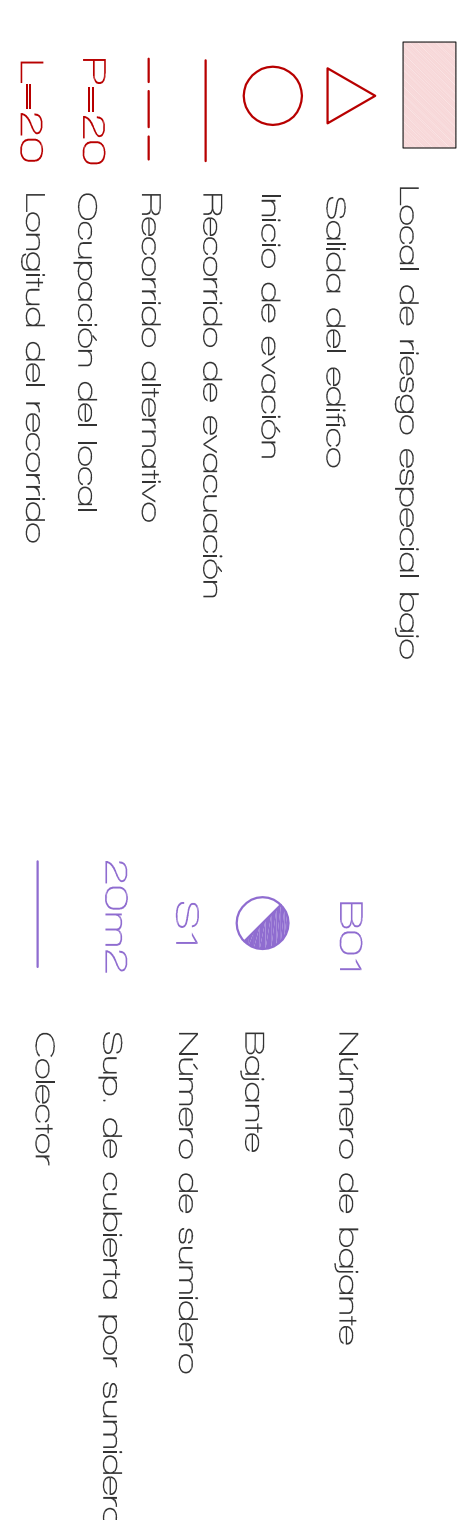 Local de riesgo especial bajo
Salida del edifico
Inicio de evación
Recorrido de evacuación
Recorrido alternativo
P=20 Ocupación del local
L=20 Longitud del recorrido
B01 Número de bajante
Bajante
S1 Número de sumidero
20m2 Sup. de cubierta por sumidero
Colector